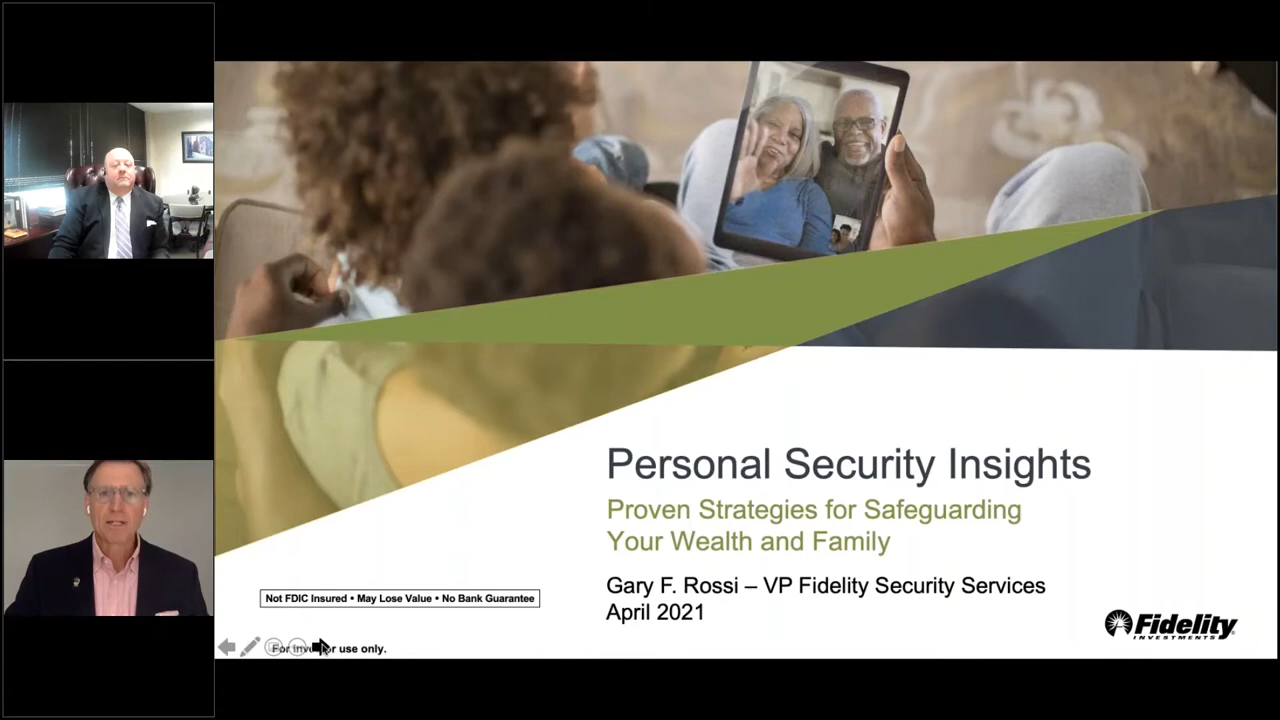 Personal Security Insights
Proven Strategies for Safeguarding
Your Wealth and Family
Gary F. Rossi – VP Fidelity Security Services
April 2021
Not FDIC Insured • May Lose Value • No Bank Guarantee
Fidelity
INVESTMENTS
use only.